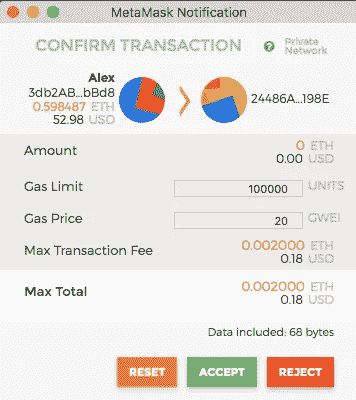 MetaMask Notification
CONFIRM TRANSACTION
? Private
Network
Alex
3db2AB...bBd8
0.598487 ETH
52.98 USD
24486A...198E
Amount 0 ETH
0.00 USD
Gas Limit 100000 UNITS
Gas Price 20 GWEI
Max Transaction Fee 0.002000 ETH
0.18 USD
Max Total 0.002000 ETH
0.18 USD
Data included: 68 bytes
RESET ACCEPT REJECT